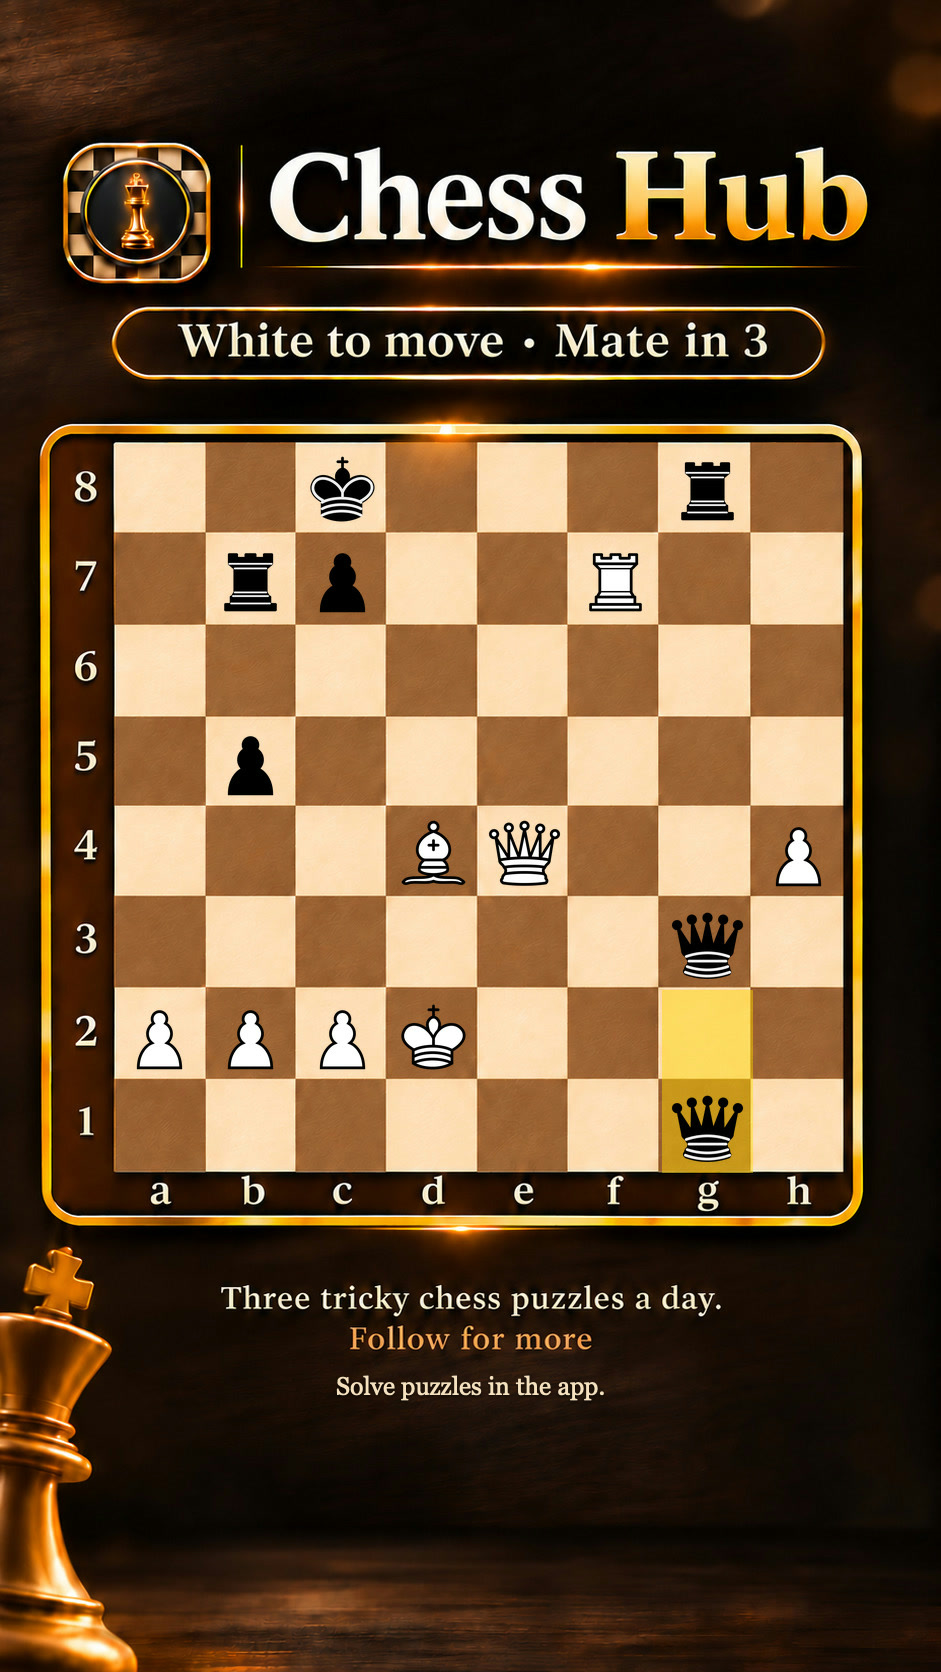 Chess Hub
White to move • Mate in 3
8
7
6
5
4
3
2
1
a b c d e f g h
Three tricky chess puzzles a day.
Follow for more
Solve puzzles in the app.